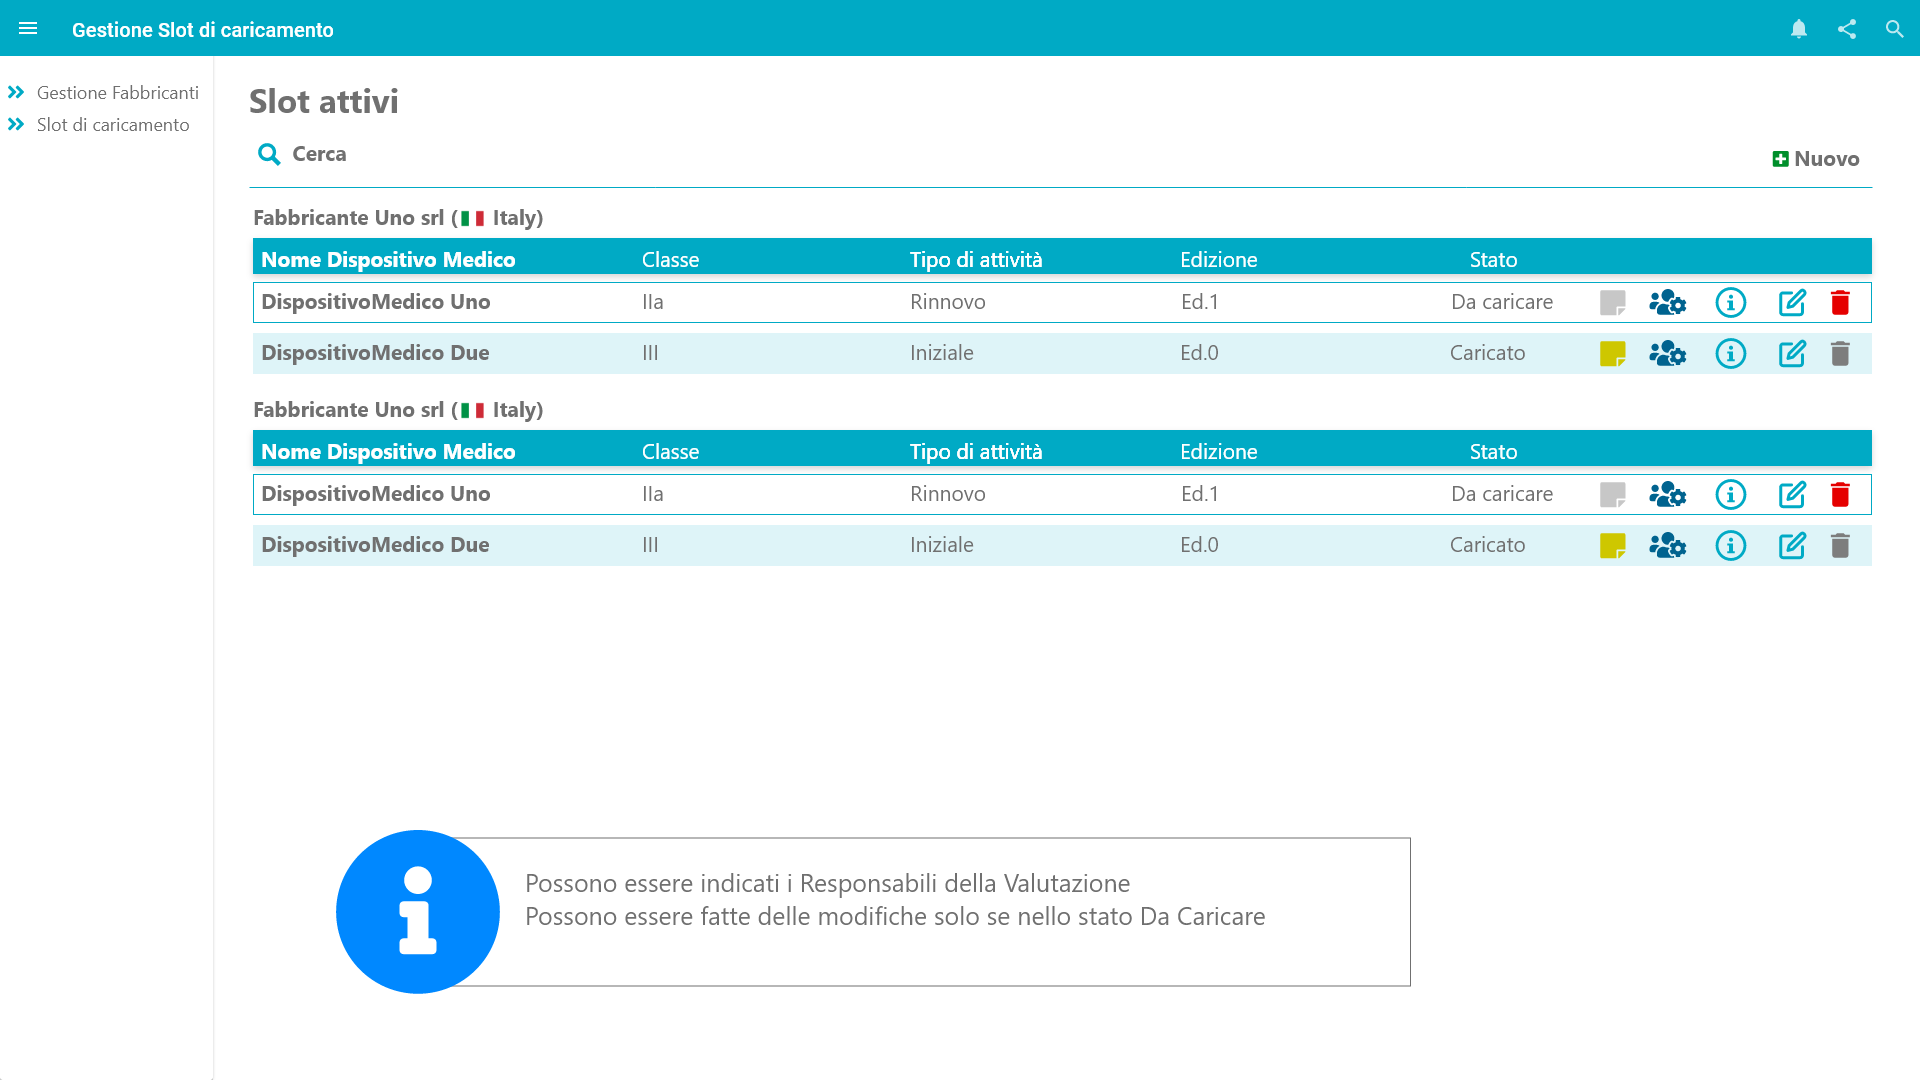 Gestione Slot di caricamento
Gestione Fabbricanti
Slot di caricamento
Slot attivi
Cerca
Nuovo
Fabbricante Uno srl ( Italy)
Nome Dispositivo Medico Classe Tipo di attività Edizione Stato
DispositivoMedico Uno IIa Rinnovo Ed.1 Da caricare
DispositivoMedico Due III Iniziale Ed.0 Caricato
Fabbricante Uno srl ( Italy)
Nome Dispositivo Medico Classe Tipo di attività Edizione Stato
DispositivoMedico Uno IIa Rinnovo Ed.1 Da caricare
DispositivoMedico Due III Iniziale Ed.0 Caricato
Possono essere indicati i Responsabili della Valutazione
Possono essere fatte delle modifiche solo se nello stato Da Caricare